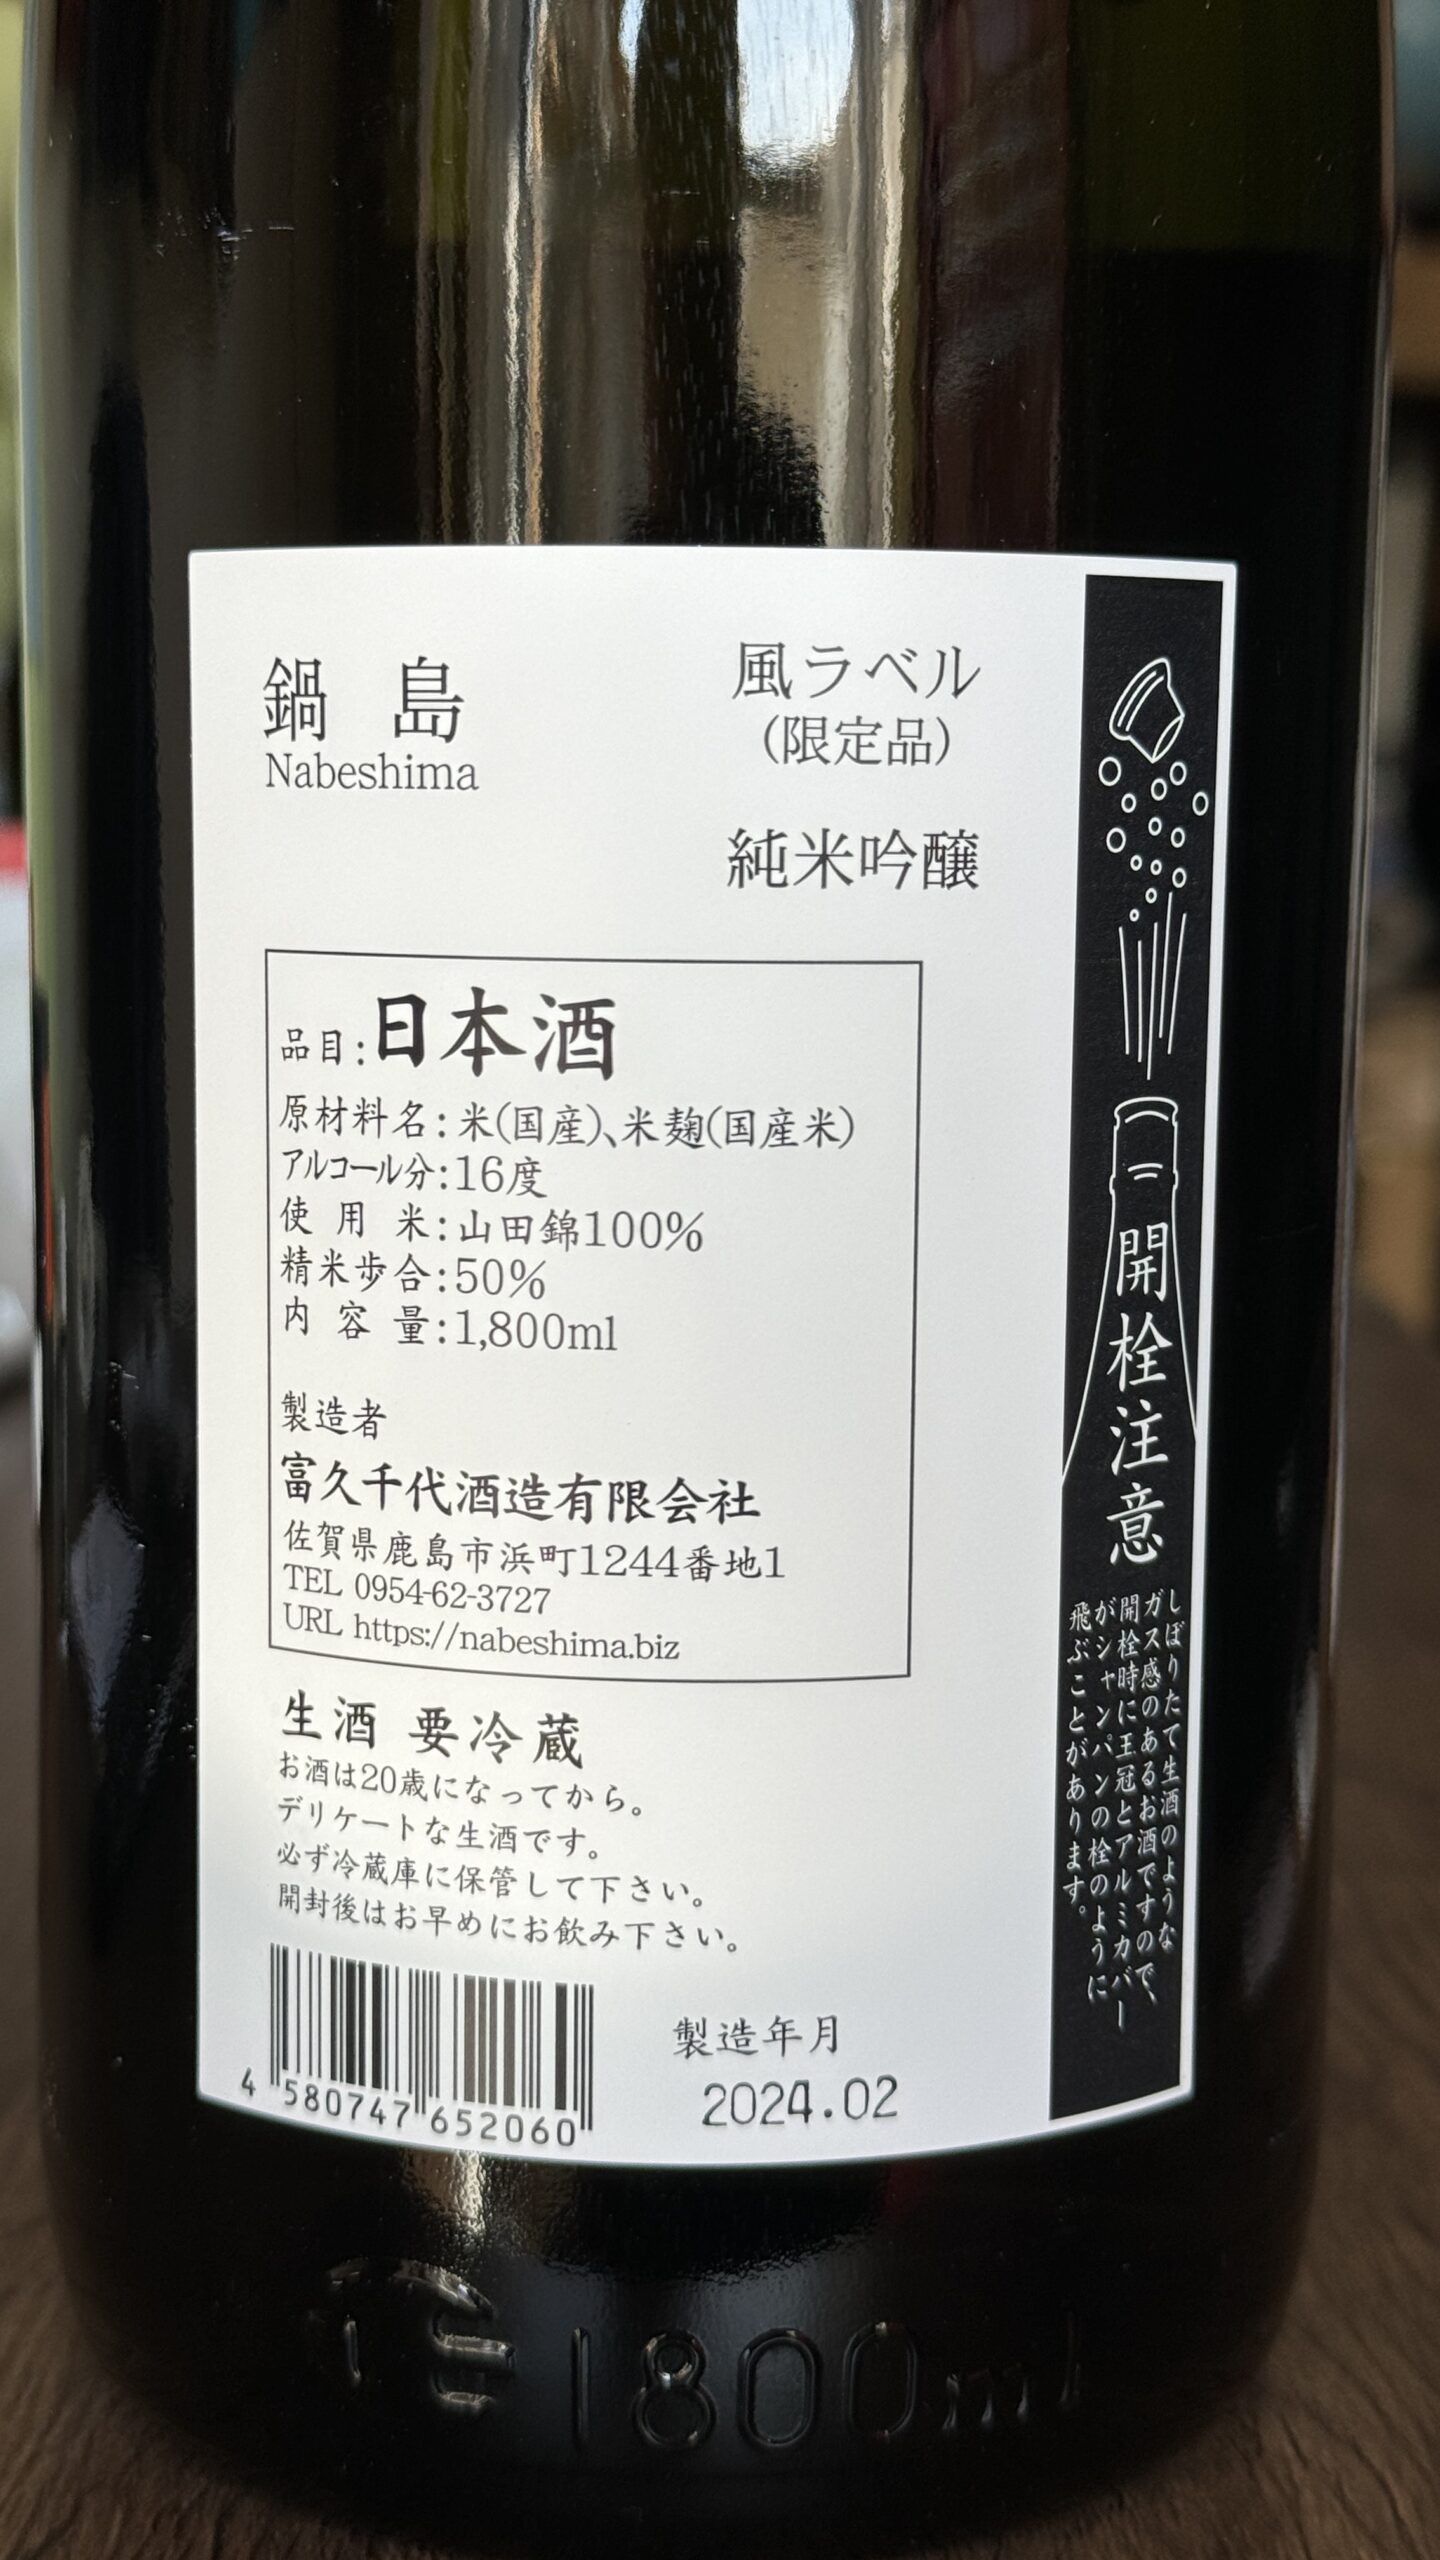 鍋島
Nabeshima
風ラベル
(限定品)
純米吟醸
品目:日本酒
原材料名:米(国産)、米麹(国産米)
アルコール分:16度
使用米:山田錦100%
精米歩合:50%
内容量:1,800ml
製造者
富久千代酒造有限会社
佐賀県鹿島市浜町1244番地1
TEL 0954-62-3727
URL https://nabeshima.biz
生酒 要冷蔵
お酒は20歳になってから。
デリケートな生酒です。
必ず冷蔵庫に保管して下さい。
開封後はお早めにお飲み下さい。
4 580747 652060
製造年月
2024.02
開栓注意
しぼりたて生酒のような
ガス感のあるお酒ですので、
開栓時に王冠とアルミカバー
がシャンパンの栓のように
飛ぶことがあります。
1800ml